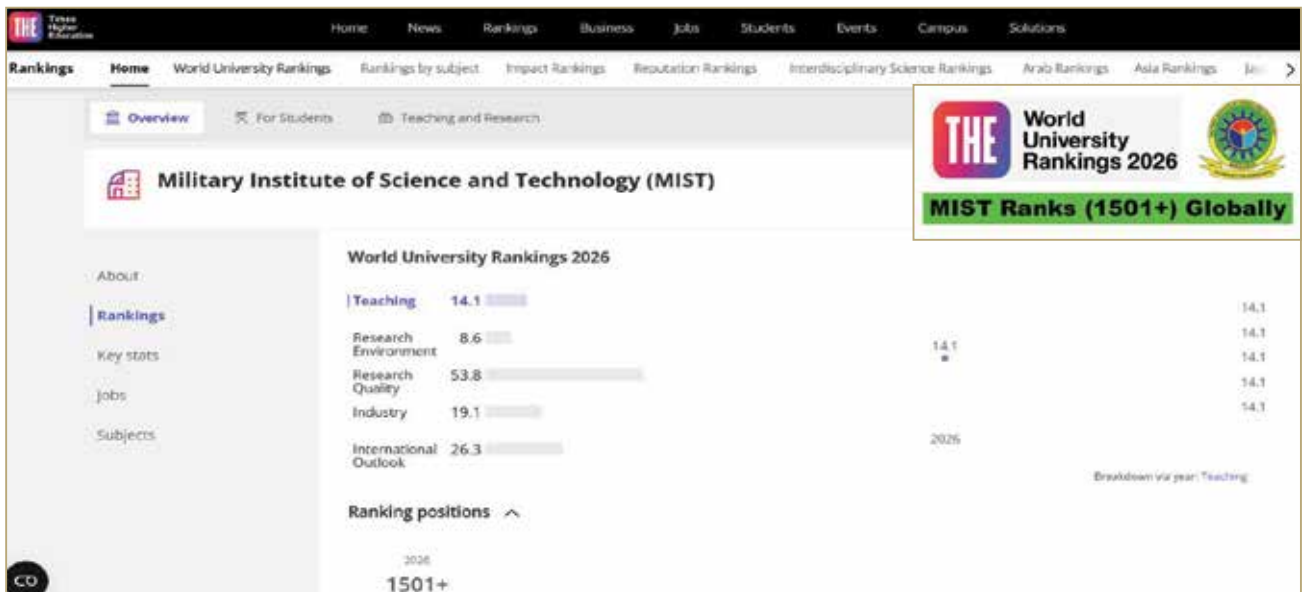 THE Times Higher Education
Home News Rankings Business Jobs Students Events Campus Solutions
Rankings Home World University Rankings Rankings by subject Impact Rankings Reputation Rankings Interdisciplinary Science Rankings Arab Rankings Asia Rankings
Overview For Students Teaching and Research
THE World University Rankings 2026
MIST Ranks (1501+) Globally
Military Institute of Science and Technology (MIST)
About
Rankings
Key stats
Jobs
Subjects
World University Rankings 2026
Teaching 14.1
Research Environment 8.6
Research Quality 53.8
Industry 19.1
International Outlook 26.3
14.1
2026
14.1
14.1
14.1
14.1
14.1
Breakdown via year: Teaching
Ranking positions
2026
1501+